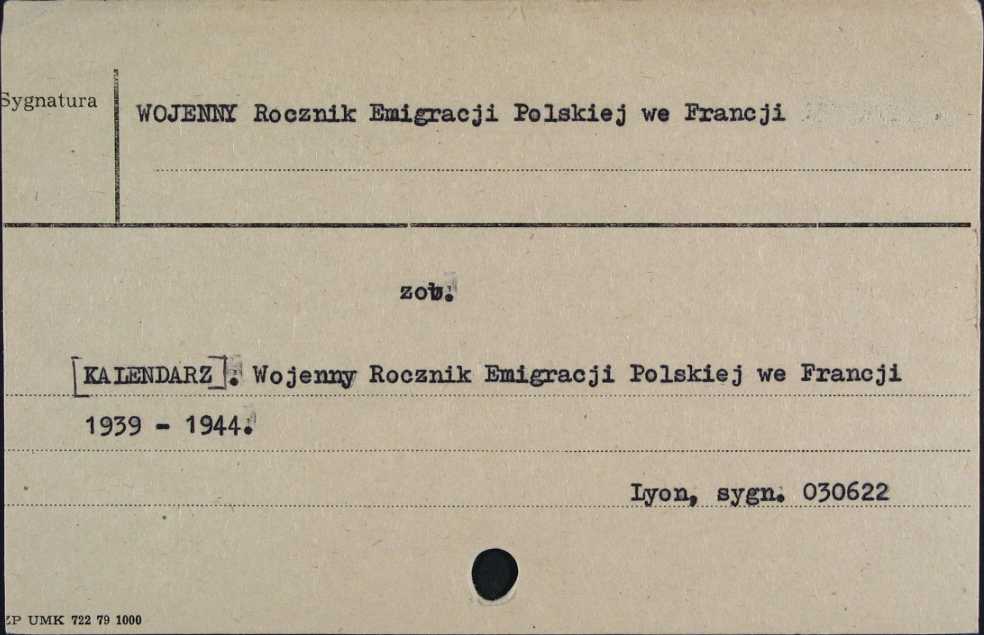 Sygnatura
WOJENNY Rocznik Emigracji Polskiej we Francji
zob.
[KALENDARZ]. Wojenny Rocznik Emigracji Polskiej we Francji
1939 - 1944.
Lyon, sygn. 030622
ZP UMK 722 79 1000